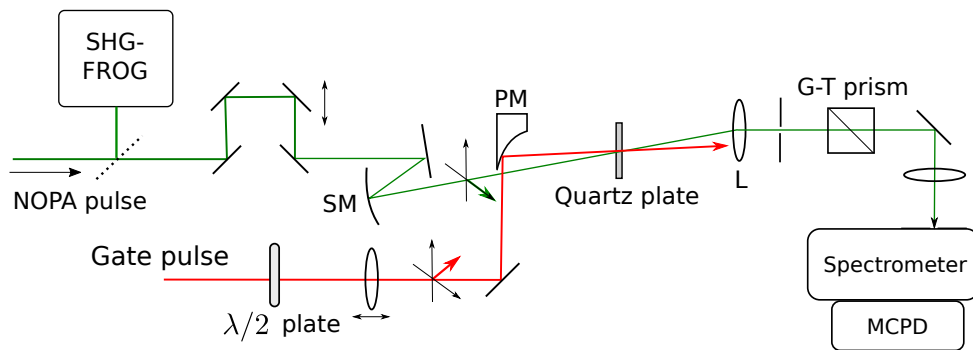 SHG-
FROG
NOPA pulse
SM
PM
Quartz plate
L
G-T prism
Gate pulse
λ/2 plate
Spectrometer
MCPD